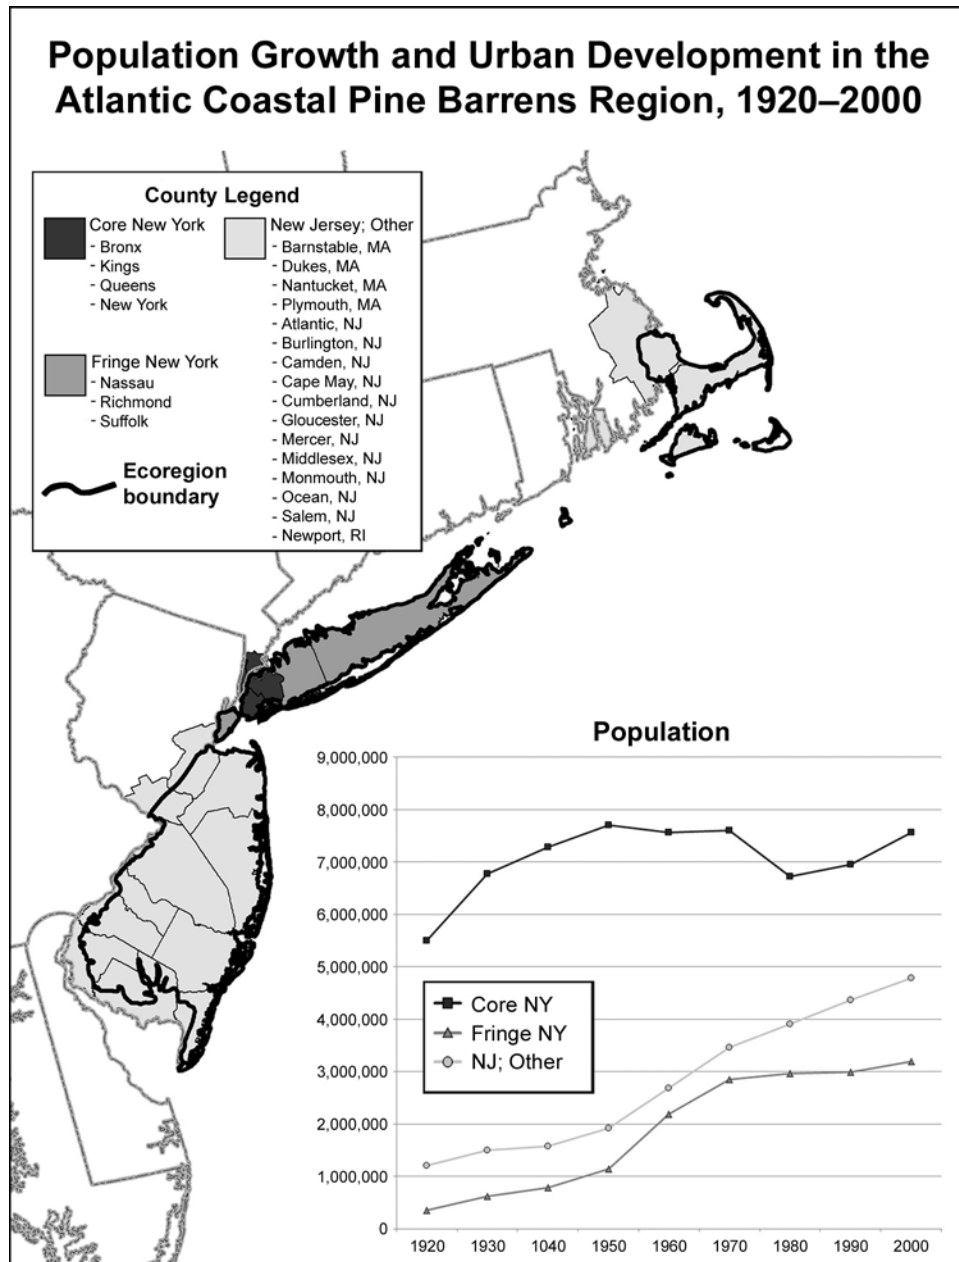 Population Growth and Urban Development in the
Atlantic Coastal Pine Barrens Region, 1920–2000
County Legend
Core New York
- Bronx
- Kings
- Queens
- New York
Fringe New York
- Nassau
- Richmond
- Suffolk
Ecoregion
boundary
New Jersey; Other
- Barnstable, MA
- Dukes, MA
- Nantucket, MA
- Plymouth, MA
- Atlantic, NJ
- Burlington, NJ
- Camden, NJ
- Cape May, NJ
- Cumberland, NJ
- Gloucester, NJ
- Mercer, NJ
- Middlesex, NJ
- Monmouth, NJ
- Ocean, NJ
- Salem, NJ
- Newport, RI
Population
9,000,000
8,000,000
7,000,000
6,000,000
5,000,000
4,000,000
3,000,000
2,000,000
1,000,000
0
Core NY
Fringe NY
NJ; Other
1920 1930 1040 1950 1960 1970 1980 1990 2000